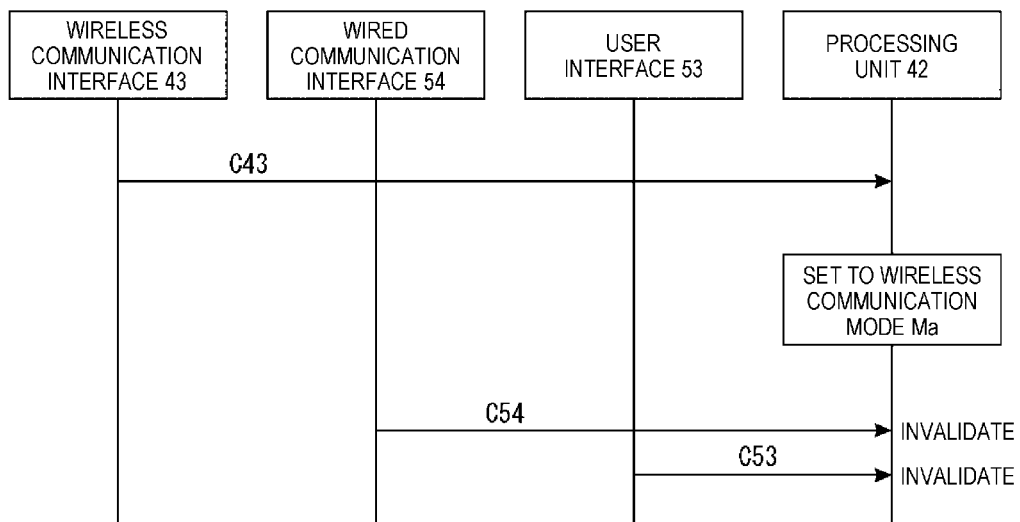 WIRELESS
COMMUNICATION
INTERFACE 43
WIRED
COMMUNICATION
INTERFACE 54
USER
INTERFACE 53
PROCESSING
UNIT 42
C43
SET TO WIRELESS
COMMUNICATION
MODE Ma
C54
INVALIDATE
C53
INVALIDATE